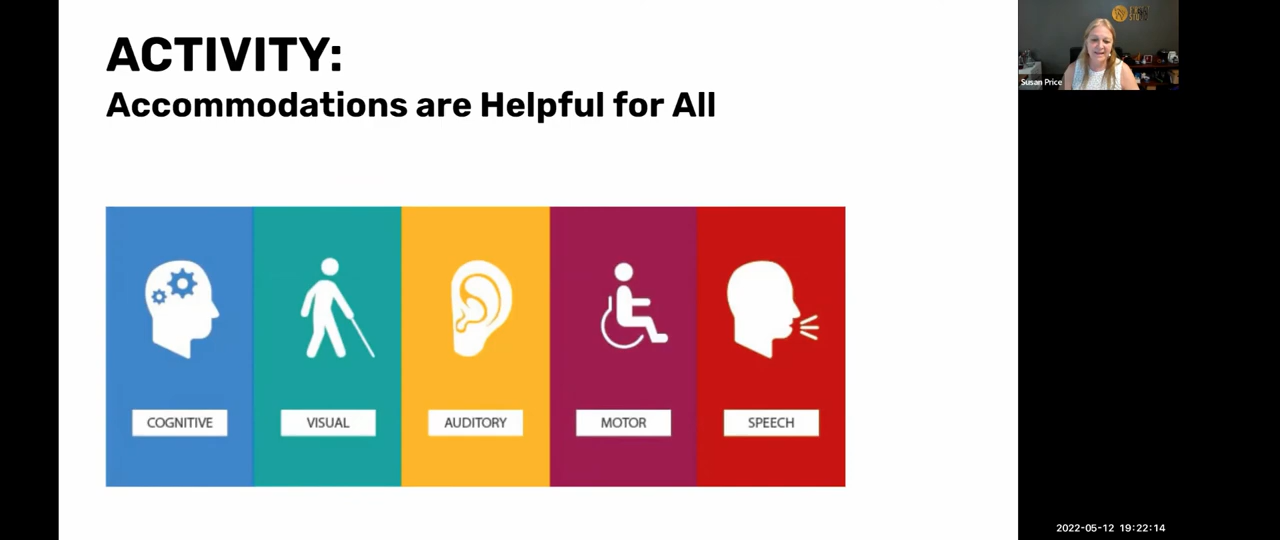 ACTIVITY:
Accommodations are Helpful for All
COGNITIVE
VISUAL
AUDITORY
MOTOR
SPEECH
Susan Price
2022-05-12 19:22:14